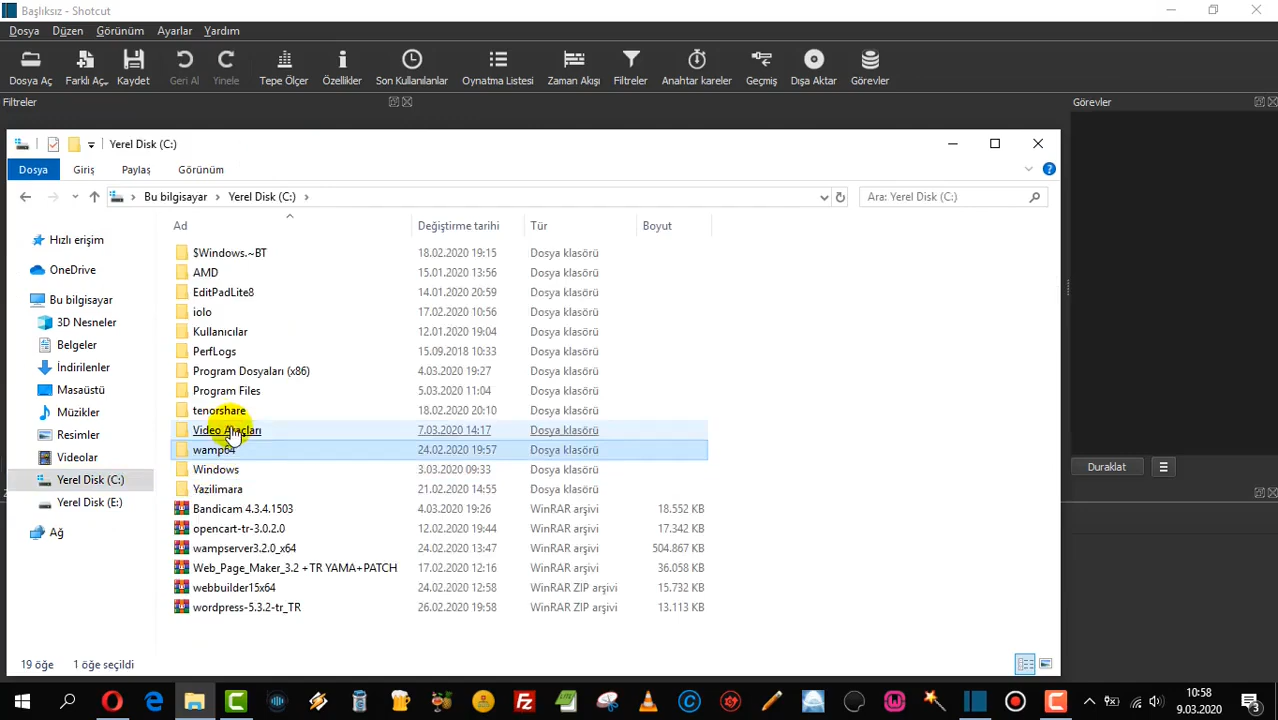 Başlıksız - Shotcut
Dosya Düzen Görünüm Ayarlar Yardım
Dosya Aç Farklı Aç.. Kaydet Geri Al Yinele Tepe Ölçer Özellikler Son Kullanılanlar Oynatma Listesi Zaman Akışı Filtreler Anahtar kareler Geçmiş Dışa Aktar Görevler
Filtreler Görevler
Yerel Disk (C:)
Dosya Giriş Paylaş Görünüm
Bu bilgisayar Yerel Disk (C:) Ara: Yerel Disk (C:)
Ad Değiştirme tarihi Tür Boyut
Hızlı erişim
OneDrive
Bu bilgisayar
3D Nesneler
Belgeler
İndirilenler
Masaüstü
Müzikler
Resimler
Videolar
Yerel Disk (C:)
Yerel Disk (E:)
Ağ
$Windows.~BT 18.02.2020 19:15 Dosya klasörü
AMD 15.01.2020 13:56 Dosya klasörü
EditPadLite8 14.01.2020 20:59 Dosya klasörü
iolo 17.02.2020 10:56 Dosya klasörü
Kullanıcılar 12.01.2020 19:04 Dosya klasörü
PerfLogs 15.09.2018 10:33 Dosya klasörü
Program Dosyaları (x86) 4.03.2020 19:27 Dosya klasörü
Program Files 5.03.2020 11:04 Dosya klasörü
tenorshare 18.02.2020 20:10 Dosya klasörü
Video Araçları 7.03.2020 14:17 Dosya klasörü
wamp64 24.02.2020 19:57 Dosya klasörü
Windows 3.03.2020 09:33 Dosya klasörü
Yazilimara 21.02.2020 14:55 Dosya klasörü
Bandicam 4.3.4.1503 4.03.2020 19:26 WinRAR arşivi 18.552 KB
opencart-tr-3.0.2.0 12.02.2020 19:44 WinRAR arşivi 17.342 KB
wampserver3.2.0_x64 24.02.2020 13:47 WinRAR arşivi 504.867 KB
Web_Page_Maker_3.2 +TR YAMA+PATCH 17.02.2020 12:16 WinRAR arşivi 36.058 KB
webbuilder15x64 24.02.2020 12:58 WinRAR ZIP arşivi 15.732 KB
wordpress-5.3.2-tr_TR 26.02.2020 19:58 WinRAR ZIP arşivi 13.113 KB
Duraklat
19 öğe 1 öğe seçildi
10:58
9.03.2020